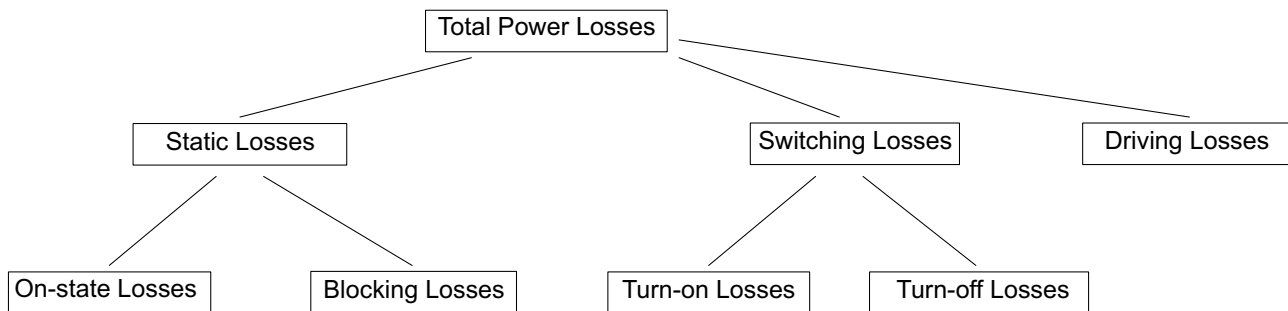 Total Power Losses
Static Losses
Switching Losses
Driving Losses
On-state Losses
Blocking Losses
Turn-on Losses
Turn-off Losses